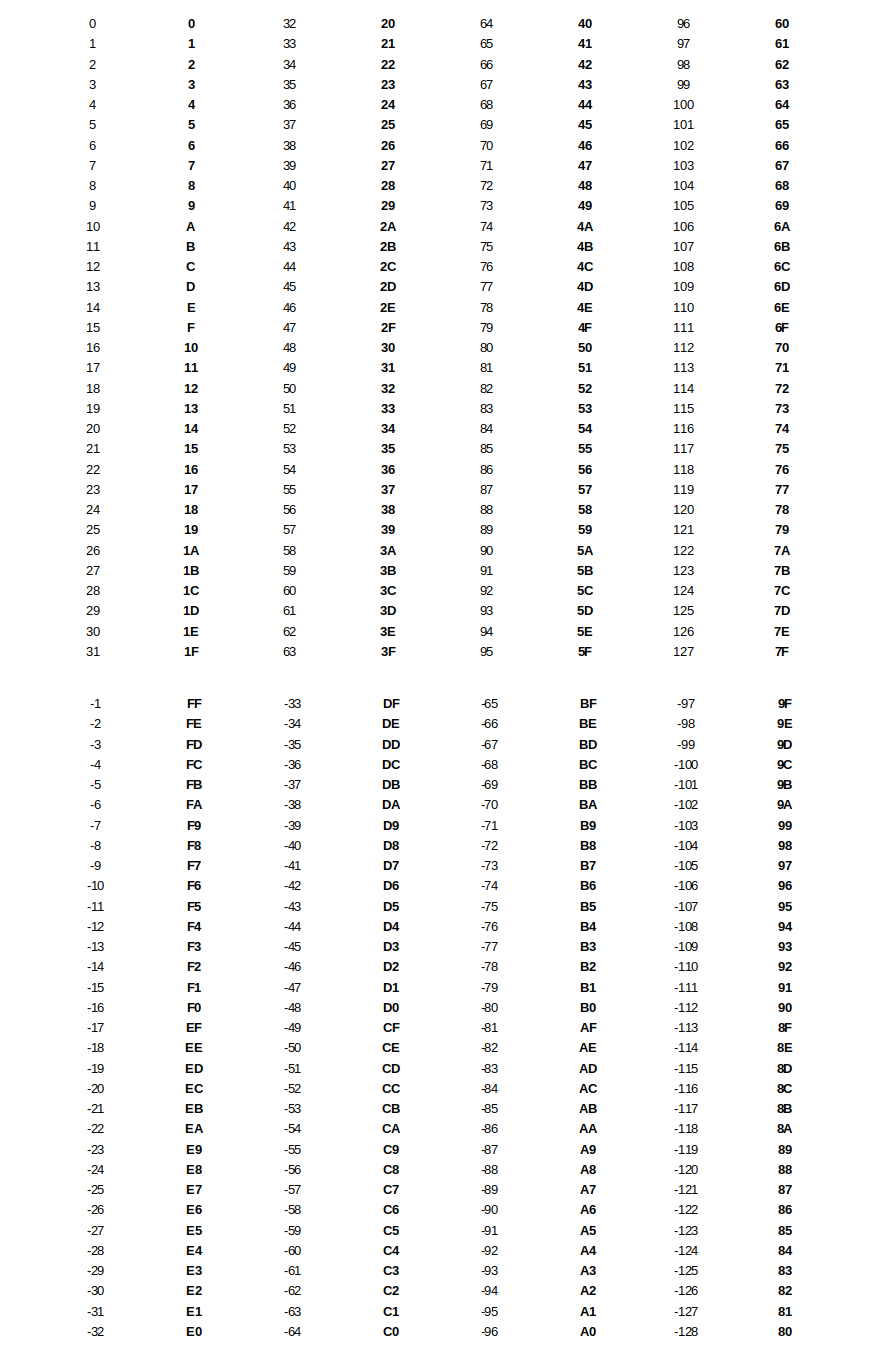 0 0 32 20 64 40 96 60
1 1 33 21 65 41 97 61
2 2 34 22 66 42 98 62
3 3 35 23 67 43 99 63
4 4 36 24 68 44 100 64
5 5 37 25 69 45 101 65
6 6 38 26 70 46 102 66
7 7 39 27 71 47 103 67
8 8 40 28 72 48 104 68
9 9 41 29 73 49 105 69
10 A 42 2A 74 4A 106 6A
11 B 43 2B 75 4B 107 6B
12 C 44 2C 76 4C 108 6C
13 D 45 2D 77 4D 109 6D
14 E 46 2E 78 4E 110 6E
15 F 47 2F 79 4F 111 6F
16 10 48 30 80 50 112 70
17 11 49 31 81 51 113 71
18 12 50 32 82 52 114 72
19 13 51 33 83 53 115 73
20 14 52 34 84 54 116 74
21 15 53 35 85 55 117 75
22 16 54 36 86 56 118 76
23 17 55 37 87 57 119 77
24 18 56 38 88 58 120 78
25 19 57 39 89 59 121 79
26 1A 58 3A 90 5A 122 7A
27 1B 59 3B 91 5B 123 7B
28 1C 60 3C 92 5C 124 7C
29 1D 61 3D 93 5D 125 7D
30 1E 62 3E 94 5E 126 7E
31 1F 63 3F 95 5F 127 7F
-1 FF -33 DF -65 BF -97 9F
-2 FE -34 DE -66 BE -98 9E
-3 FD -35 DD -67 BD -99 9D
-4 FC -36 DC -68 BC -100 9C
-5 FB -37 DB -69 BB -101 9B
-6 FA -38 DA -70 BA -102 9A
-7 F9 -39 D9 -71 B9 -103 99
-8 F8 -40 D8 -72 B8 -104 98
-9 F7 -41 D7 -73 B7 -105 97
-10 F6 -42 D6 -74 B6 -106 96
-11 F5 -43 D5 -75 B5 -107 95
-12 F4 -44 D4 -76 B4 -108 94
-13 F3 -45 D3 -77 B3 -109 93
-14 F2 -46 D2 -78 B2 -110 92
-15 F1 -47 D1 -79 B1 -111 91
-16 F0 -48 D0 -80 B0 -112 90
-17 EF -49 CF -81 AF -113 8F
-18 EE -50 CE -82 AE -114 8E
-19 ED -51 CD -83 AD -115 8D
-20 EC -52 CC -84 AC -116 8C
-21 EB -53 CB -85 AB -117 8B
-22 EA -54 CA -86 AA -118 8A
-23 E9 -55 C9 -87 A9 -119 89
-24 E8 -56 C8 -88 A8 -120 88
-25 E7 -57 C7 -89 A7 -121 87
-26 E6 -58 C6 -90 A6 -122 86
-27 E5 -59 C5 -91 A5 -123 85
-28 E4 -60 C4 -92 A4 -124 84
-29 E3 -61 C3 -93 A3 -125 83
-30 E2 -62 C2 -94 A2 -126 82
-31 E1 -63 C1 -95 A1 -127 81
-32 E0 -64 C0 -96 A0 -128 80